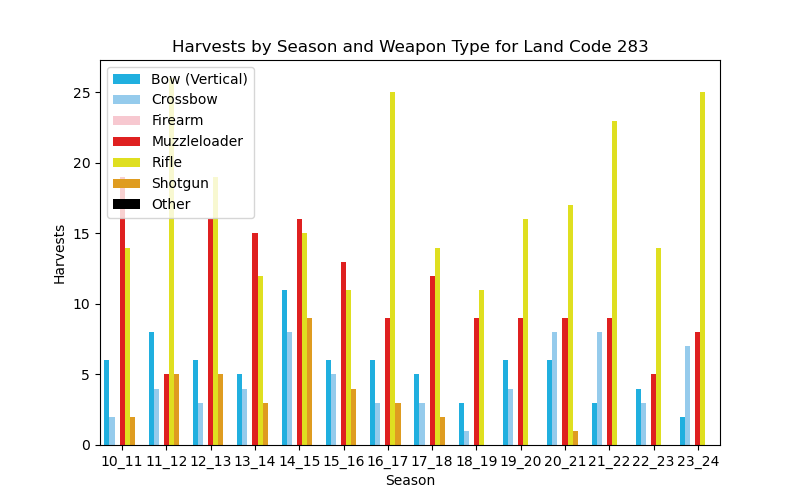 Harvests by Season and Weapon Type for Land Code 283
Bow (Vertical)
Crossbow
Firearm
Muzzleloader
Rifle
Shotgun
Other
Harvests
25
20
15
10
5
0
10_11 11_12 12_13 13_14 14_15 15_16 16_17 17_18 18_19 19_20 20_21 21_22 22_23 23_24
Season